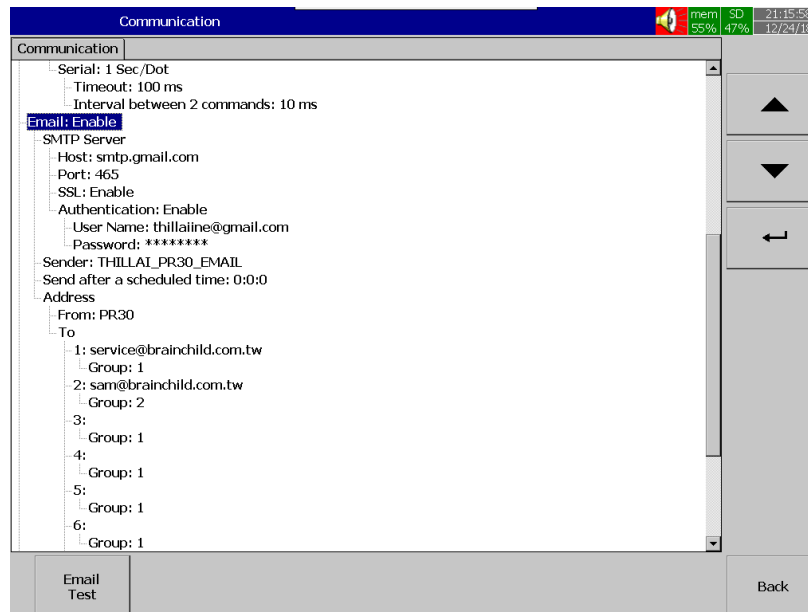 Communication
mem 55%
SD 47%
21:15:58
12/24/18
Communication
Serial: 1 Sec/Dot
Timeout: 100 ms
Interval between 2 commands: 10 ms
Email: Enable
SMTP Server
Host: smtp.gmail.com
Port: 465
SSL: Enable
Authentication: Enable
User Name: thillaiine@gmail.com
Password: ********
Sender: THILLAI_PR30_EMAIL
Send after a scheduled time: 0:0:0
Address
From: PR30
To
1: service@brainchild.com.tw
Group: 1
2: sam@brainchild.com.tw
Group: 2
3:
Group: 1
4:
Group: 1
5:
Group: 1
6:
Group: 1
Email
Test
Back